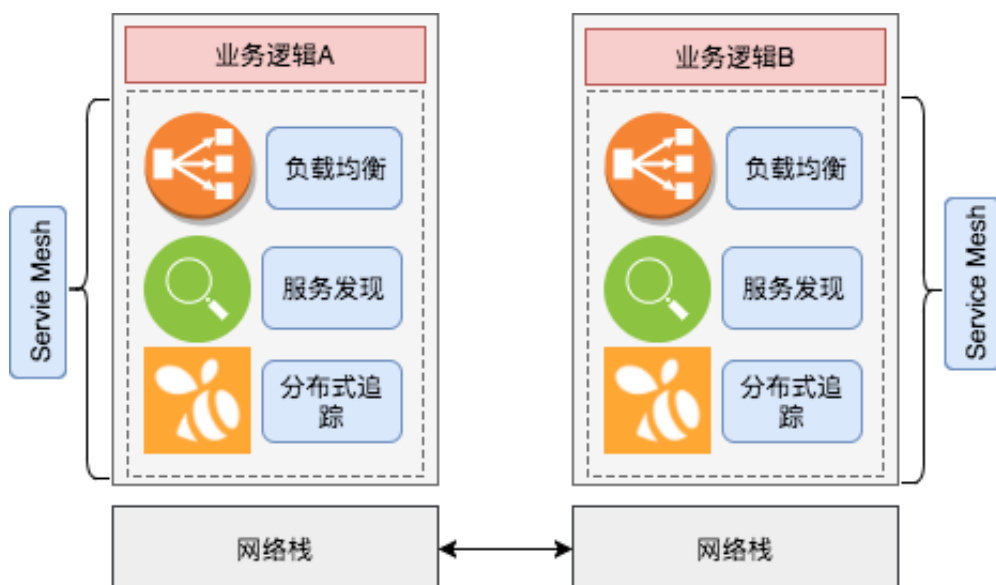 业务逻辑A
负载均衡
服务发现
分布式追
踪
Servie Mesh
网络栈
业务逻辑B
负载均衡
服务发现
分布式追
踪
Service Mesh
网络栈